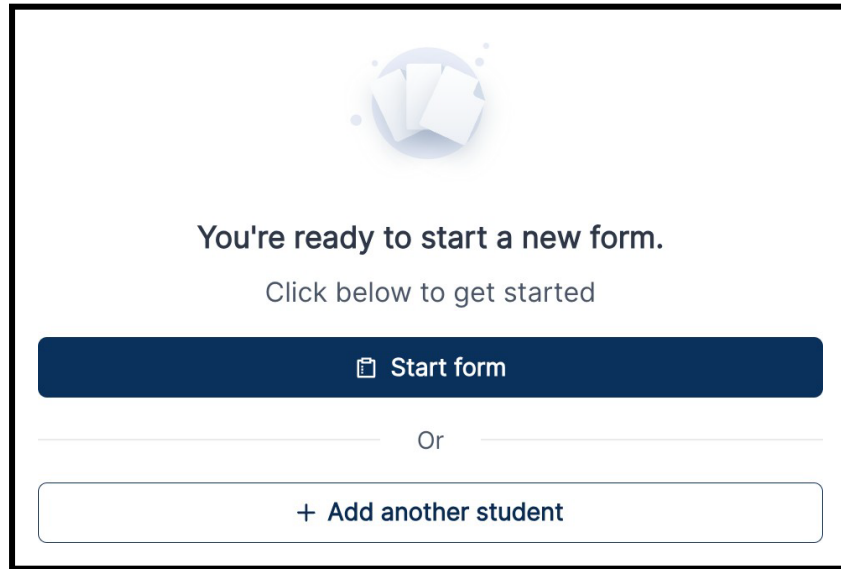 You're ready to start a new form.
Click below to get started
Start form
Or
+ Add another student